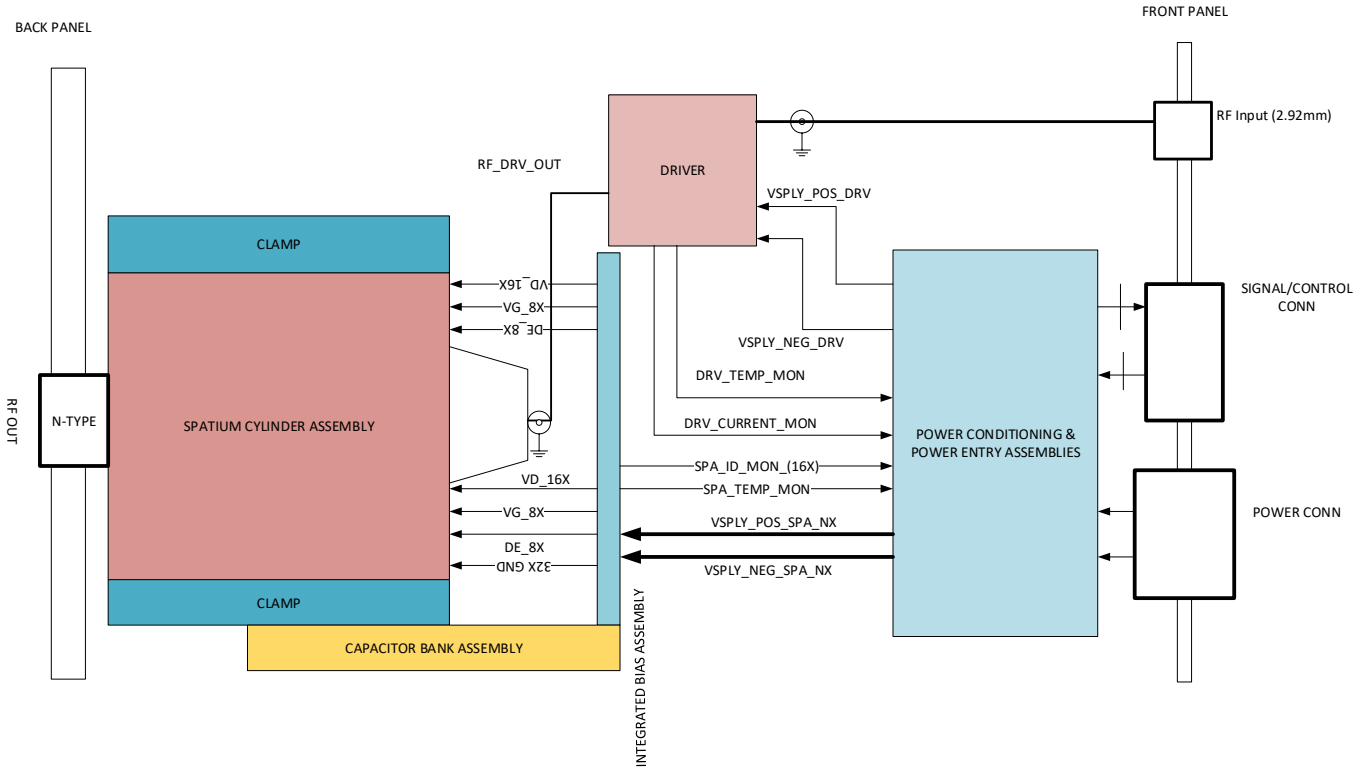 FRONT PANEL
BACK PANEL
RF Input (2.92mm)
RF_DRV_OUT
DRIVER
VSPLY_POS_DRV
CLAMP
VD_16X
VG_8X
DE_8X
SIGNAL/CONTROL
CONN
VSPLY_NEG_DRV
DRV_TEMP_MON
RF OUT
N-TYPE
SPATIUM CYLINDER ASSEMBLY
DRV_CURRENT_MON
POWER CONDITIONING &
POWER ENTRY ASSEMBLIES
SPA_ID_MON_(16X)
VD_16X
SPA_TEMP_MON
VG_8X
VSPLY_POS_SPA_NX
POWER CONN
DE_8X
32X GND
VSPLY_NEG_SPA_NX
CLAMP
CAPACITOR BANK ASSEMBLY
INTEGRATED BIAS ASSEMBLY